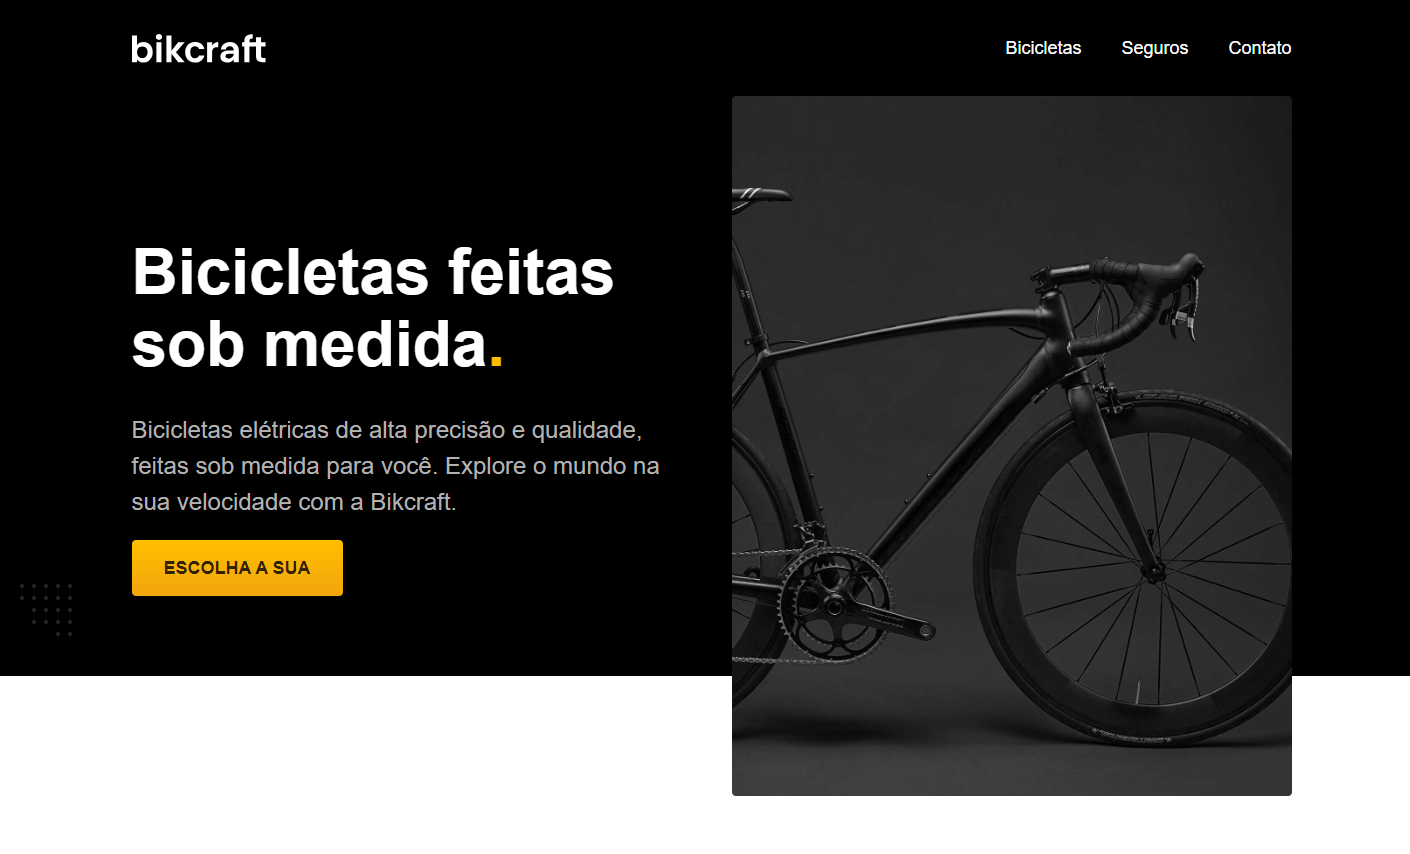 bikcraft
Bicicletas Seguros Contato
Bicicletas feitas
sob medida.
Bicicletas elétricas de alta precisão e qualidade,
feitas sob medida para você. Explore o mundo na
sua velocidade com a Bikcraft.
ESCOLHA A SUA